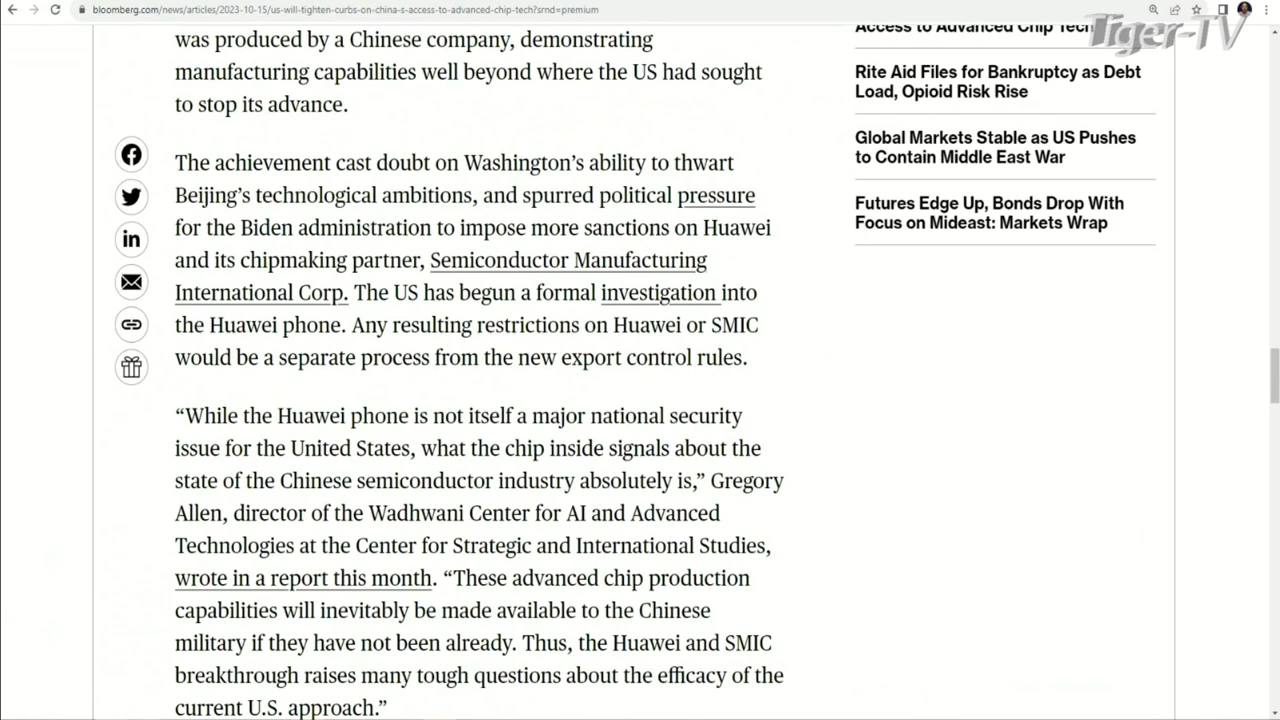 bloomberg.com/news/articles/2023-10-15/us-will-tighten-curbs-on-china-s-access-to-advanced-chip-tech?srnd=premium
Tiger-TV
was produced by a Chinese company, demonstrating
manufacturing capabilities well beyond where the US had sought
to stop its advance.
The achievement cast doubt on Washington’s ability to thwart
Beijing’s technological ambitions, and spurred political pressure
for the Biden administration to impose more sanctions on Huawei
and its chipmaking partner, Semiconductor Manufacturing
International Corp. The US has begun a formal investigation into
the Huawei phone. Any resulting restrictions on Huawei or SMIC
would be a separate process from the new export control rules.
“While the Huawei phone is not itself a major national security
issue for the United States, what the chip inside signals about the
state of the Chinese semiconductor industry absolutely is,” Gregory
Allen, director of the Wadhwani Center for AI and Advanced
Technologies at the Center for Strategic and International Studies,
wrote in a report this month. “These advanced chip production
capabilities will inevitably be made available to the Chinese
military if they have not been already. Thus, the Huawei and SMIC
breakthrough raises many tough questions about the efficacy of the
current U.S. approach.”
Access to Advanced Chip Tech
Rite Aid Files for Bankruptcy as Debt
Load, Opioid Risk Rise
Global Markets Stable as US Pushes
to Contain Middle East War
Futures Edge Up, Bonds Drop With
Focus on Mideast: Markets Wrap